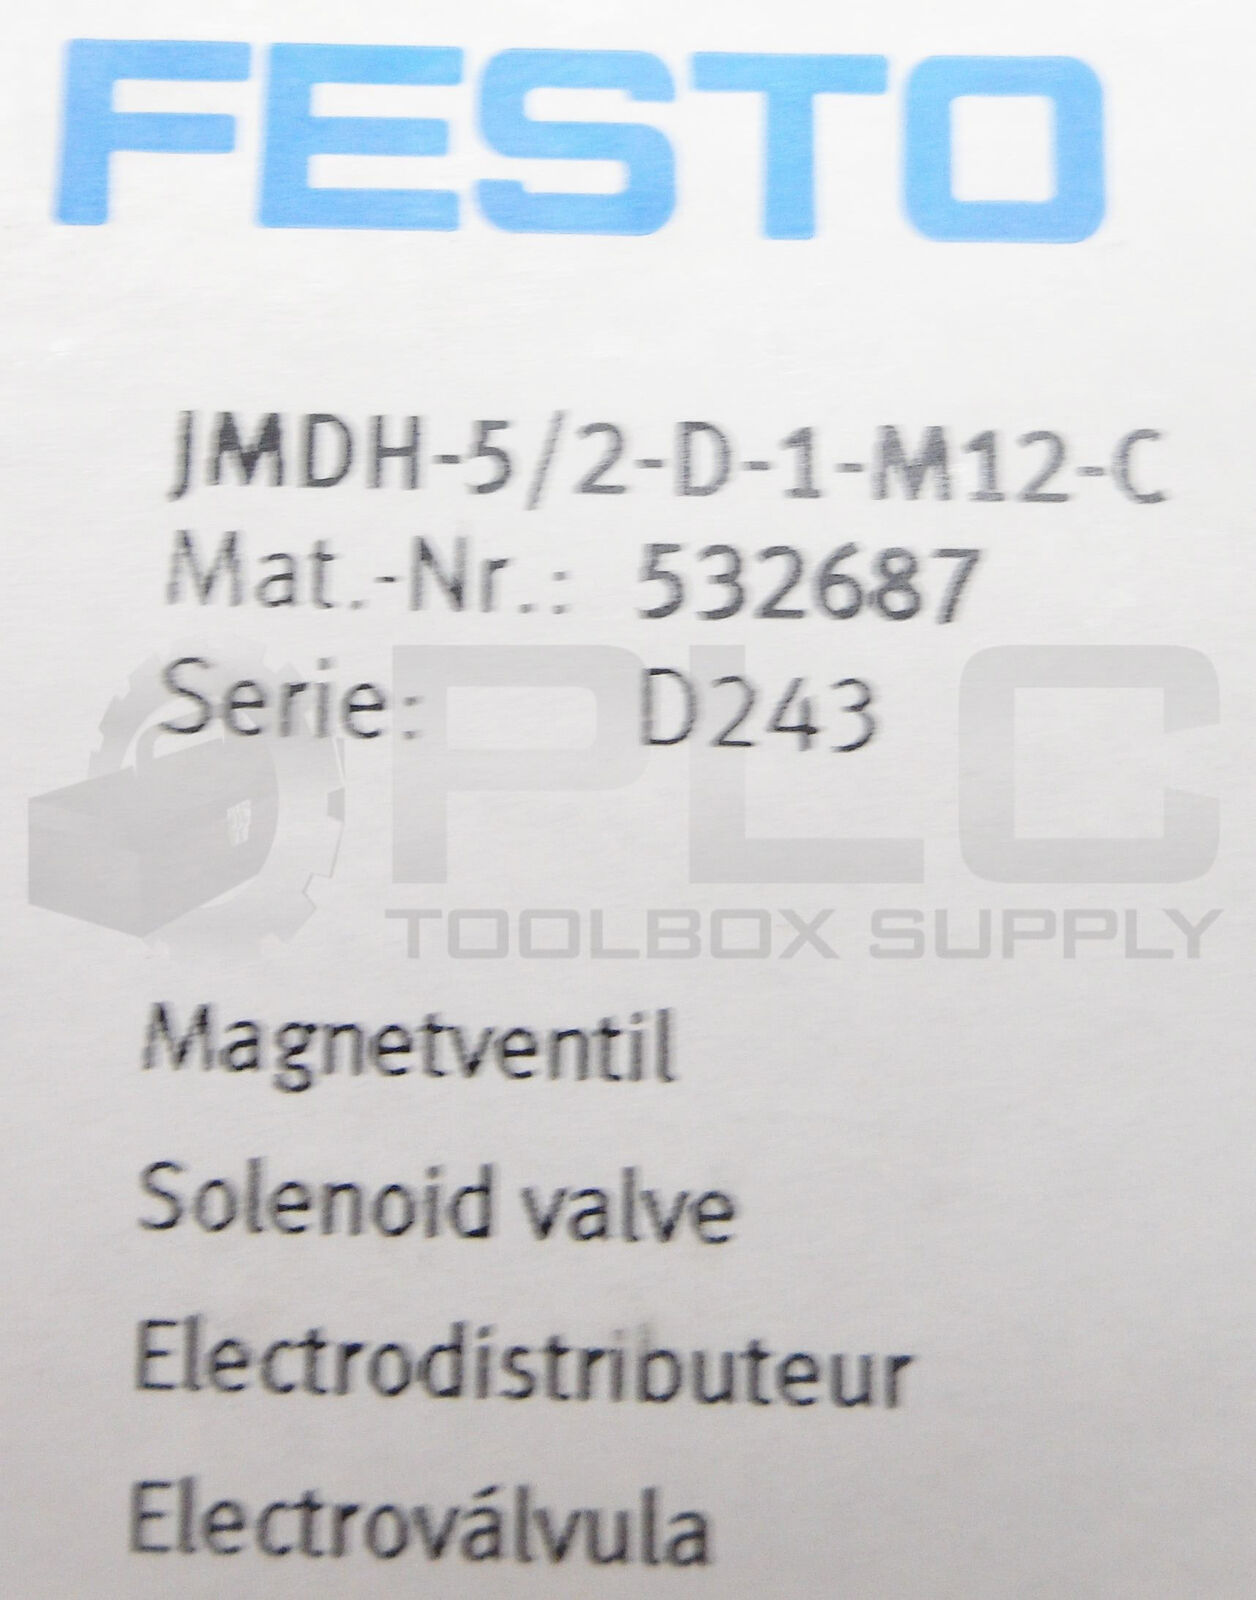 FESTO
JMDH-5/2-D-1-M12-C
Mat.-Nr.: 532687
Serie: D243
PLC
TOOLBOX SUPPLY
Magnetventil
Solenoid valve
Electrodistributeur
Electroválvula